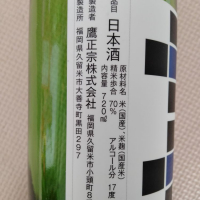 品目 日本酒
原材料名 米(国産)、米麹(国産米)
精米歩合 70% アルコール分 17度
内容量 720ml
製造者 鷹正宗株式会社
福岡県久留米市小頭町8
製造所 福岡県久留米市大善寺町黒田297